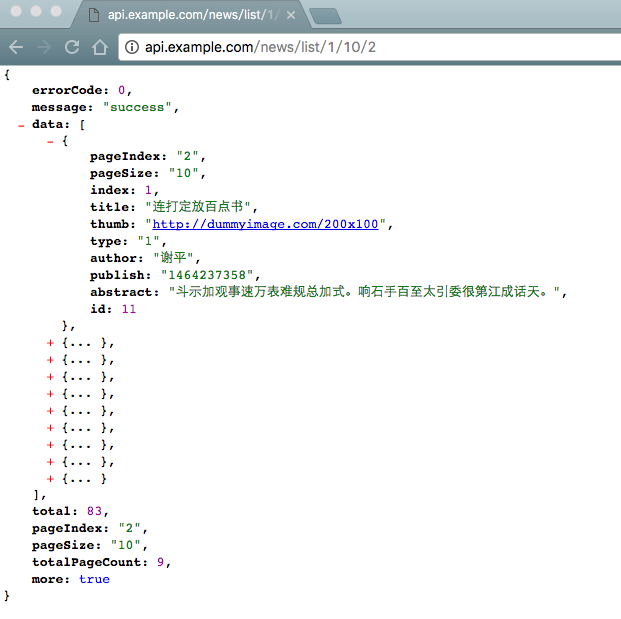 api.example.com/news/list/1/
api.example.com/news/list/1/10/2
{
errorCode: 0,
message: "success",
- data: [
- {
pageIndex: "2",
pageSize: "10",
index: 1,
title: "连打定放百点书",
thumb: "http://dummyimage.com/200x100",
type: "1",
author: "谢平",
publish: "1464237358",
abstract: "斗示加观事速万表难规总加式。响石手百至太引委很第江成话天。",
id: 11
},
+ {... },
+ {... },
+ {... },
+ {... },
+ {... },
+ {... },
+ {... },
+ {... },
+ {... }
],
total: 83,
pageIndex: "2",
pageSize: "10",
totalPageCount: 9,
more: true
}